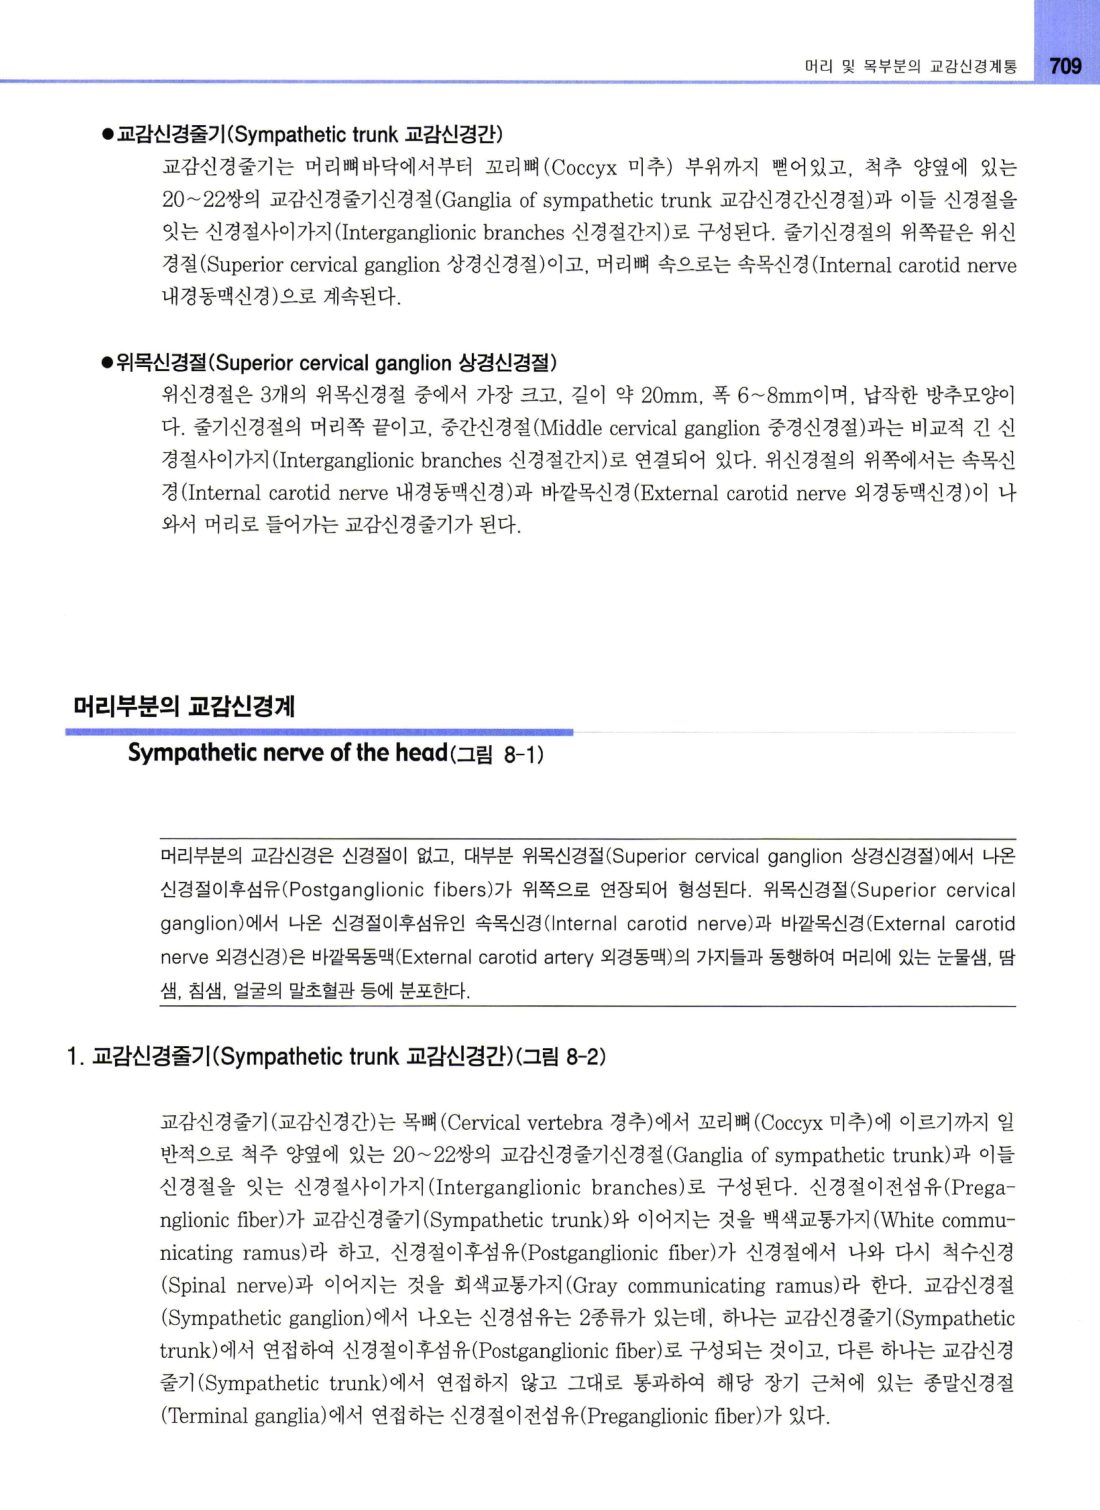 머리 및 목부분의 교감신경계통 709
●교감신경줄기(Sympathetic trunk 교감신경간)
교감신경줄기는 머리뼈바닥에서부터 꼬리뼈(Coccyx 미추) 부위까지 뻗어있고, 척추 양옆에 있는
20~22쌍의 교감신경줄기신경절(Ganglia of sympathetic trunk 교감신경간신경절)과 이들 신경절을
잇는 신경절사이가지(Interganglionic branches 신경절간지)로 구성된다. 줄기신경절의 위쪽끝은 위신
경절(Superior cervical ganglion 상경신경절)이고, 머리뼈 속으로는 속목신경(Internal carotid nerve
내경동맥신경)으로 계속된다.
●위목신경절(Superior cervical ganglion 상경신경절)
위신경절은 3개의 위목신경절 중에서 가장 크고, 길이 약 20mm, 폭 6~8mm이며, 납작한 방추모양이
다. 줄기신경절의 머리쪽 끝이고, 중간신경절(Middle cervical ganglion 중경신경절)과는 비교적 긴 신
경절사이가지(Interganglionic branches 신경절간지)로 연결되어 있다. 위신경절의 위쪽에서는 속목신
경(Internal carotid nerve 내경동맥신경)과 바깥목신경(External carotid nerve 외경동맥신경)이 나
와서 머리로 들어가는 교감신경줄기가 된다.
머리부분의 교감신경계
Sympathetic nerve of the head(그림 8-1)
머리부분의 교감신경은 신경절이 없고, 대부분 위목신경절(Superior cervical ganglion 상경신경절)에서 나온
신경절이후섬유(Postganglionic fibers)가 위쪽으로 연장되어 형성된다. 위목신경절(Superior cervical
ganglion)에서 나온 신경절이후섬유인 속목신경(Internal carotid nerve)과 바깥목신경(External carotid
nerve 외경신경)은 바깥목동맥(External carotid artery 외경동맥)의 가지들과 동행하여 머리에 있는 눈물샘, 땀
샘, 침샘, 얼굴의 말초혈관 등에 분포한다.
1. 교감신경줄기(Sympathetic trunk 교감신경간)(그림 8-2)
교감신경줄기(교감신경간)는 목뼈(Cervical vertebra 경추)에서 꼬리뼈(Coccyx 미추)에 이르기까지 일
반적으로 척주 양옆에 있는 20~22쌍의 교감신경줄기신경절(Ganglia of sympathetic trunk)과 이들
신경절을 잇는 신경절사이가지(Interganglionic branches)로 구성된다. 신경절이전섬유(Prega-
nglionic fiber)가 교감신경줄기(Sympathetic trunk)와 이어지는 것을 백색교통가지(White commu-
nicating ramus)라 하고, 신경절이후섬유(Postganglionic fiber)가 신경절에서 나와 다시 척수신경
(Spinal nerve)과 이어지는 것을 회색교통가지(Gray communicating ramus)라 한다. 교감신경절
(Sympathetic ganglion)에서 나오는 신경섬유는 2종류가 있는데, 하나는 교감신경줄기(Sympathetic
trunk)에서 연접하여 신경절이후섬유(Postganglionic fiber)로 구성되는 것이고, 다른 하나는 교감신경
줄기(Sympathetic trunk)에서 연접하지 않고 그대로 통과하여 해당 장기 근처에 있는 종말신경절
(Terminal ganglia)에서 연접하는 신경절이전섬유(Preganglionic fiber)가 있다.